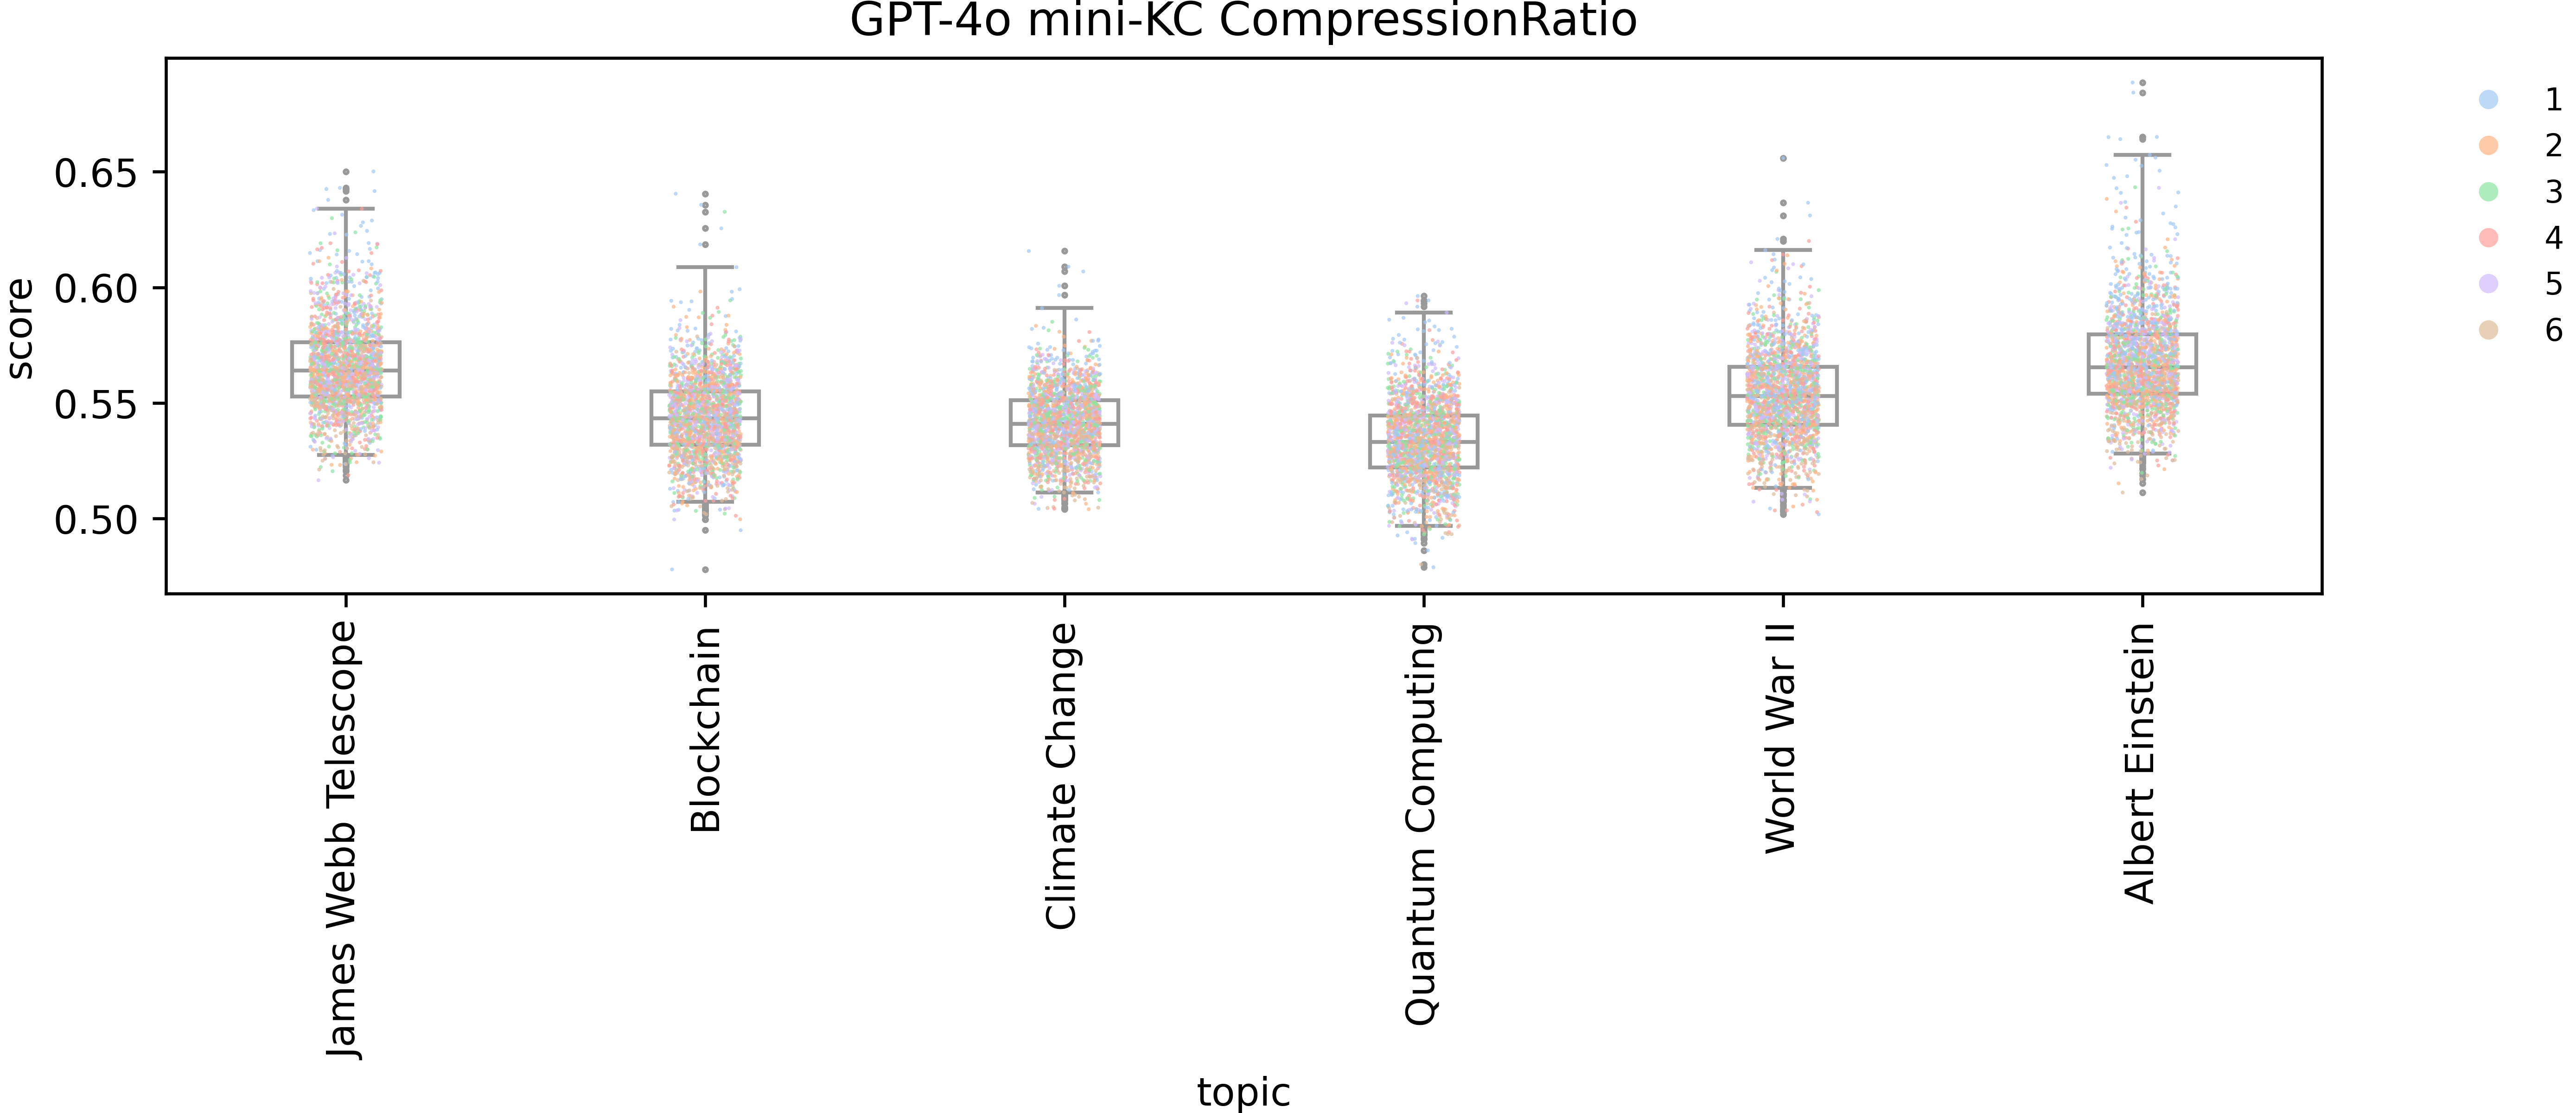 GPT-4o mini-KC CompressionRatio
score
0.65
0.60
0.55
0.50
1
2
3
4
5
6
James Webb Telescope
Blockchain
Climate Change
Quantum Computing
World War II
Albert Einstein
topic